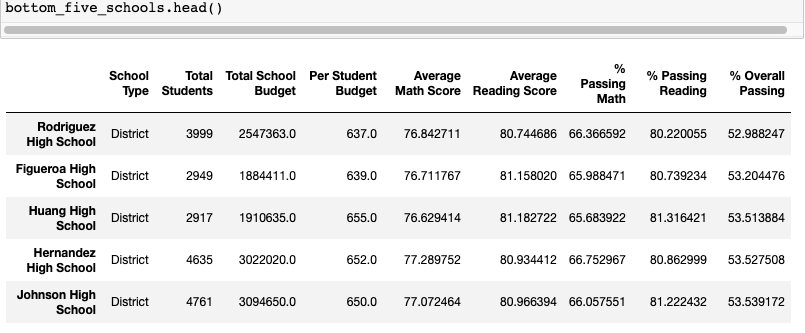 bottom_five_schools.head()
School Type Total Students Total School Budget Per Student Budget Average Math Score Average Reading Score % Passing Math % Passing Reading % Overall Passing
Rodriguez High School District 3999 2547363.0 637.0 76.842711 80.744686 66.366592 80.220055 52.988247
Figueroa High School District 2949 1884411.0 639.0 76.711767 81.158020 65.988471 80.739234 53.204476
Huang High School District 2917 1910635.0 655.0 76.629414 81.182722 65.683922 81.316421 53.513884
Hernandez High School District 4635 3022020.0 652.0 77.289752 80.934412 66.752967 80.862999 53.527508
Johnson High School District 4761 3094650.0 650.0 77.072464 80.966394 66.057551 81.222432 53.539172